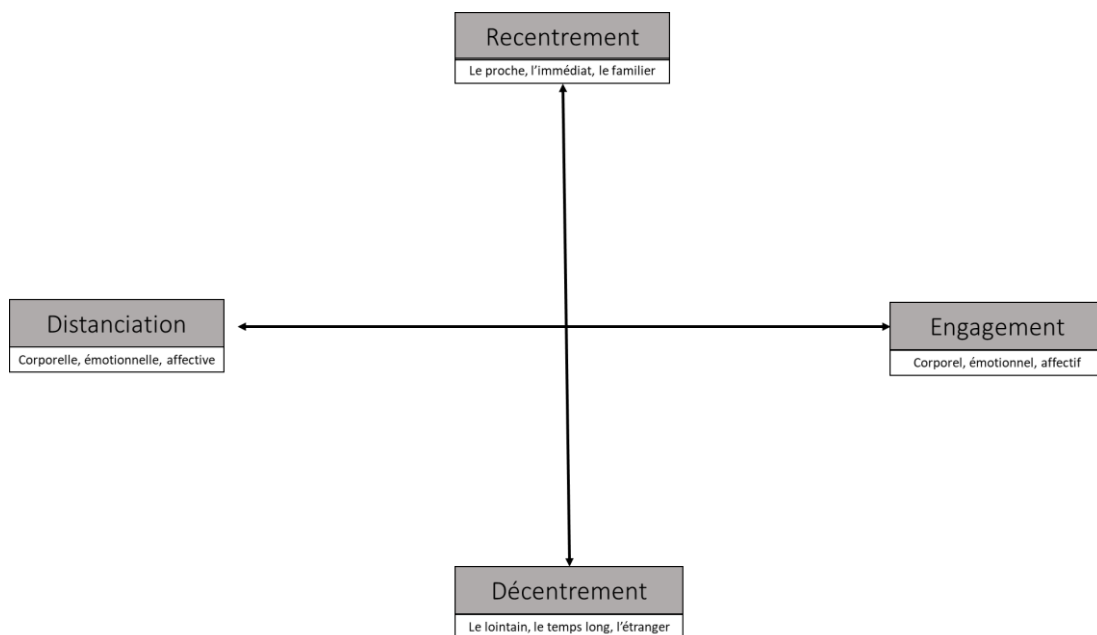 Recentrement
Le proche, l’immédiat, le familier
Distanciation
Corporelle, émotionnelle, affective
Engagement
Corporel, émotionnel, affectif
Décentrement
Le lointain, le temps long, l’étranger